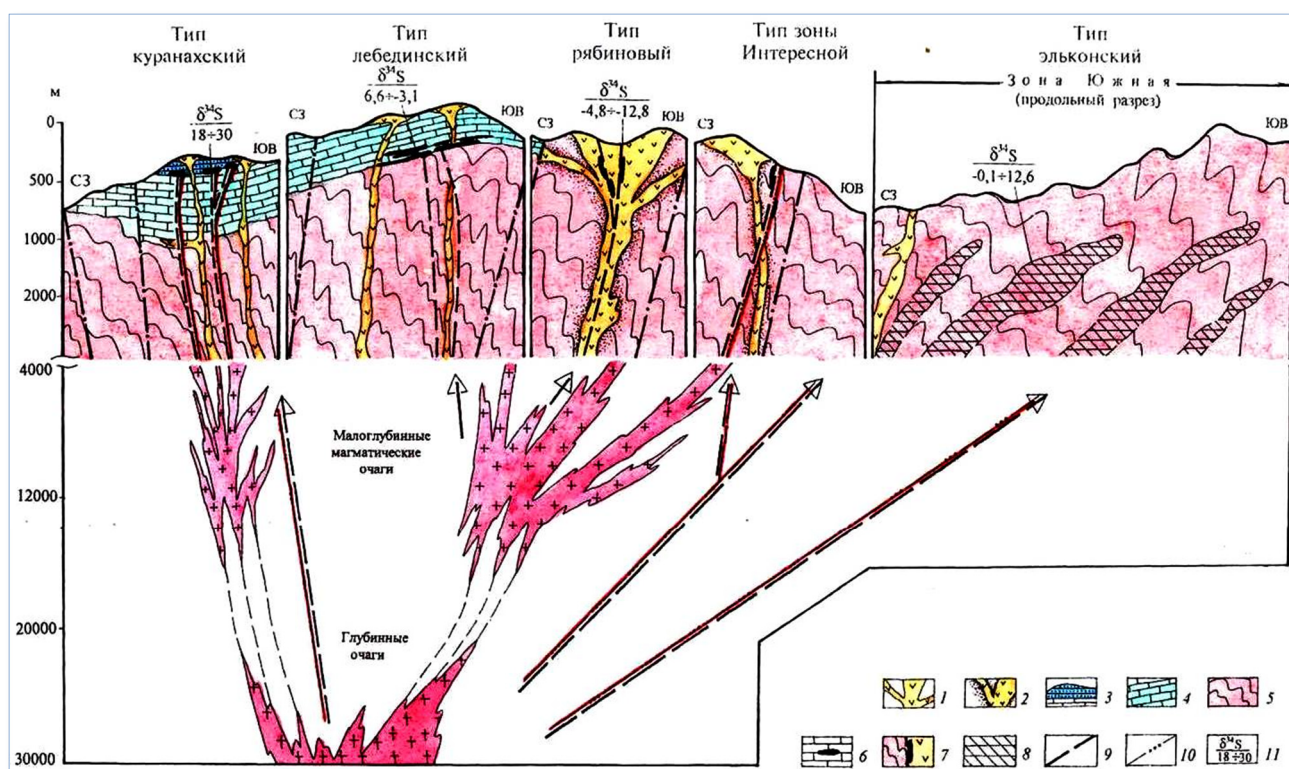 Тип
куранахский
Тип
лебединский
Тип
рябиновый
Тип зоны
Интересной
Тип
эльконский
Зона Южная
(продольный разрез)
м
0
500
1000
2000
4000
12000
20000
30000
СЗ
δ³⁴S
18÷30
ЮВ
СЗ
δ³⁴S
6,6÷-3,1
ЮВ
СЗ
δ³⁴S
-4,8÷-12,8
СЗ
ЮВ
СЗ
δ³⁴S
-0,1÷12,6
ЮВ
Малоглубинные
магматические
очаги
Глубинные
очаги
1
2
3
4
5
6
7
8
9
10
δ³⁴S
18÷30
11